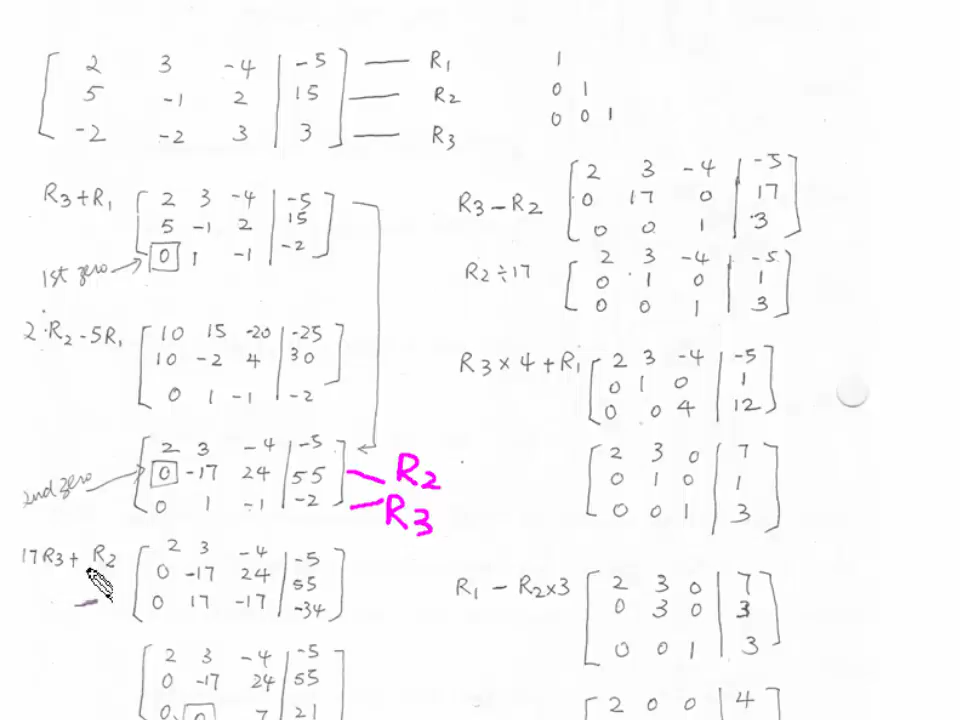 2 3 -4 -5 — R1
5 -1 2 15 — R2
-2 -2 3 3 — R3
R3+R1
2 3 -4 -5
5 -1 2 15
0 1 -1 -2
1st zero
2·R2-5R1
10 15 -20 -25
10 -2 4 30
0 1 -1 -2
2 3 -4 -5
0 -17 24 55 R2
0 1 -1 -2 R3
2nd zero
17R3+ R2
2 3 -4 -5
0 -17 24 55
0 17 -17 -34
2 3 -4 -5
0 -17 24 55
0 0 7 21
1
0 1
0 0 1
R3-R2
2 3 -4 -5
0 17 0 17
0 0 1 3
R2÷17
2 3 -4 -5
0 1 0 1
0 0 1 3
R3×4+R1
2 3 -4 -5
0 1 0 1
0 0 4 12
2 3 0 7
0 1 0 1
0 0 1 3
R1-R2×3
2 3 0 7
0 3 0 3
0 0 1 3
2 0 0 4